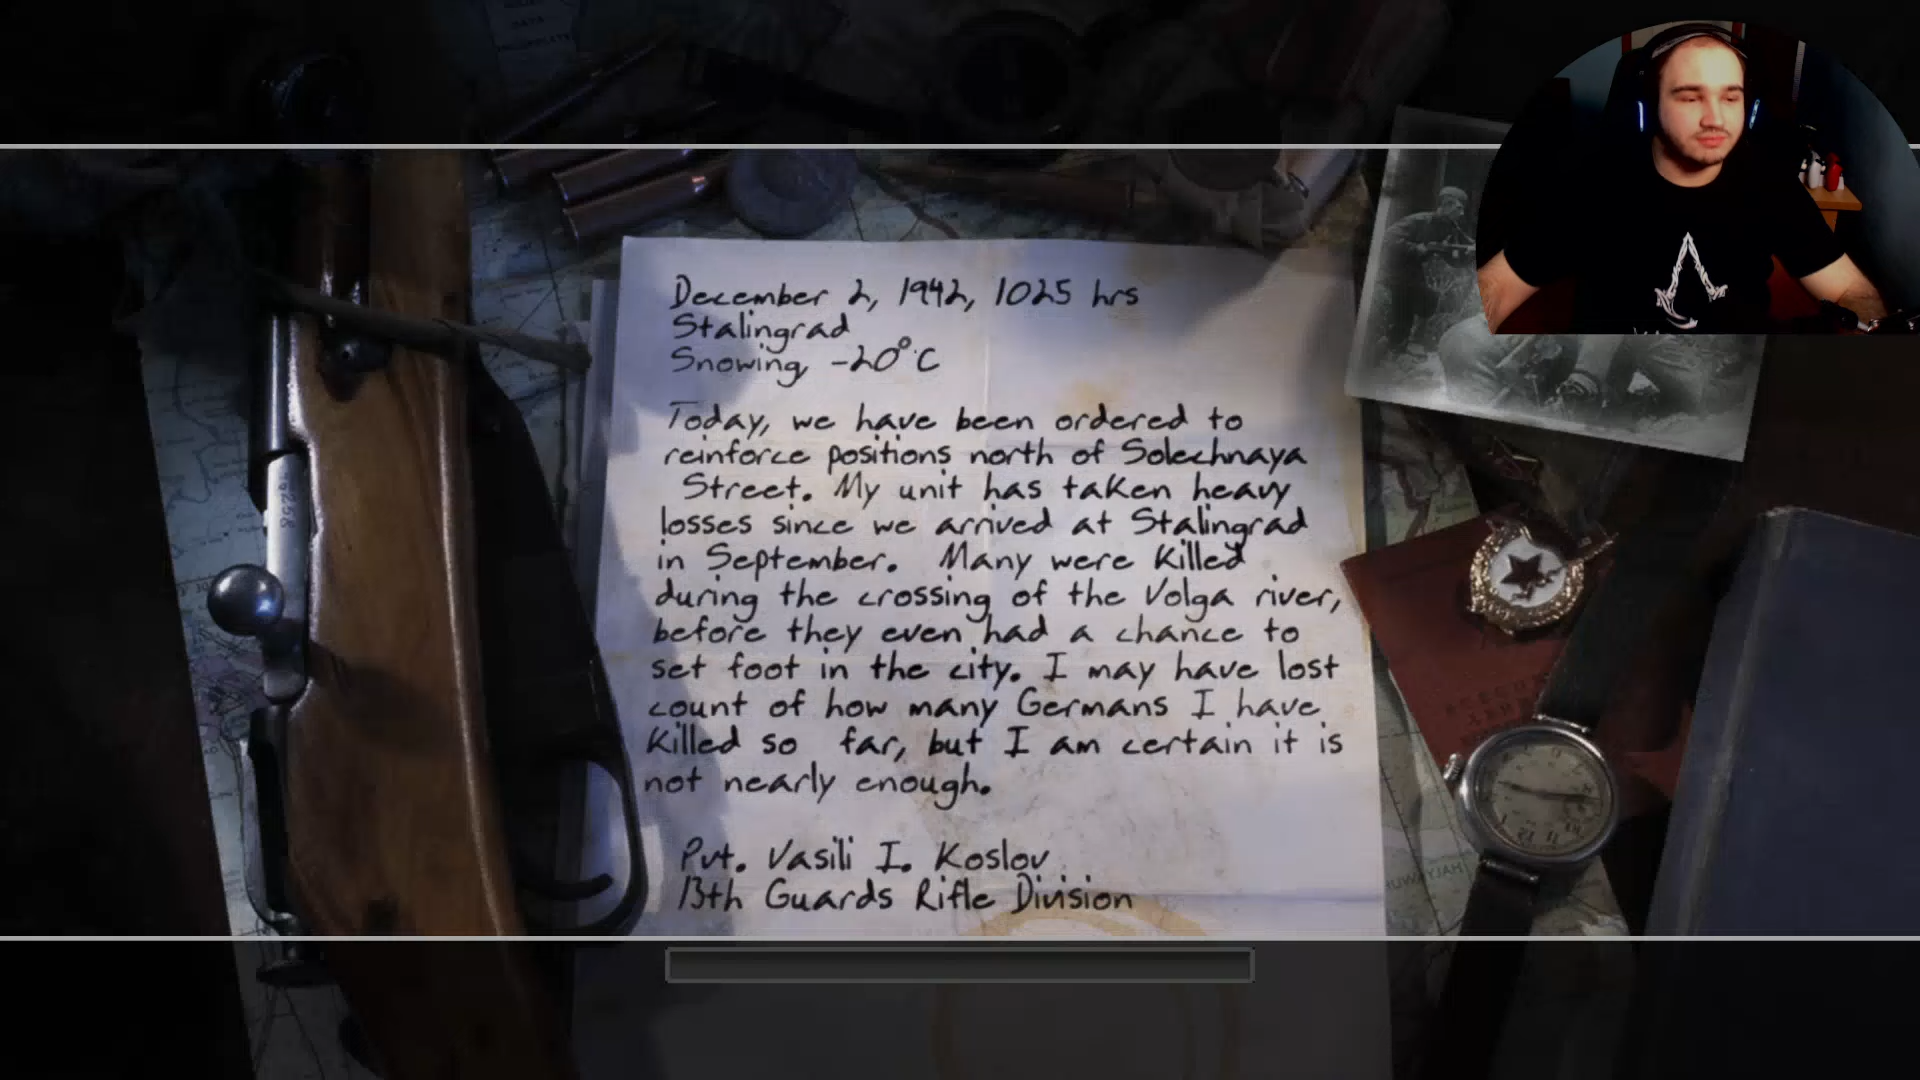 December 2, 1942, 1025 hrs
Stalingrad
Snowing, -20°C
Today, we have been ordered to
reinforce positions north of Solechnaya
Street. My unit has taken heavy
losses since we arrived at Stalingrad
in September. Many were killed
during the crossing of the Volga river,
before they even had a chance to
set foot in the city. I may have lost
count of how many Germans I have
killed so far, but I am certain it is
not nearly enough.
Pvt. Vasili I. Koslov
13th Guards Rifle Division